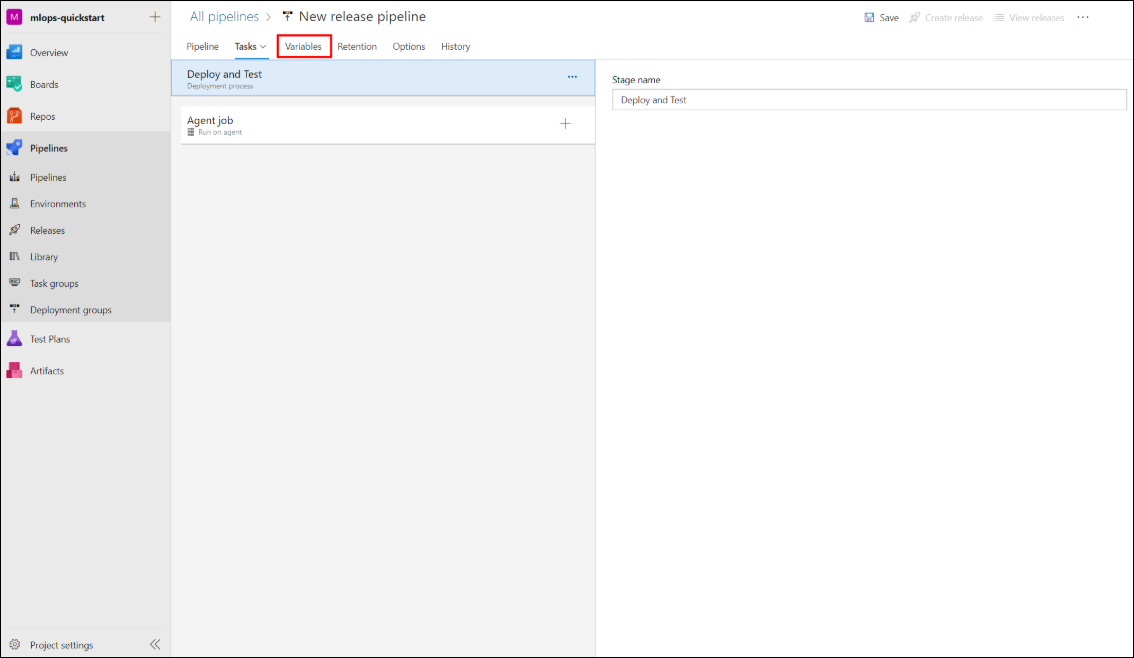 M mlops-quickstart
Overview
Boards
Repos
Pipelines
Pipelines
Environments
Releases
Library
Task groups
Deployment groups
Test Plans
Artifacts
Project settings
All pipelines > New release pipeline
Save Create release View releases ...
Pipeline Tasks Variables Retention Options History
Deploy and Test
Deployment process
Agent job
Run on agent
Stage name
Deploy and Test